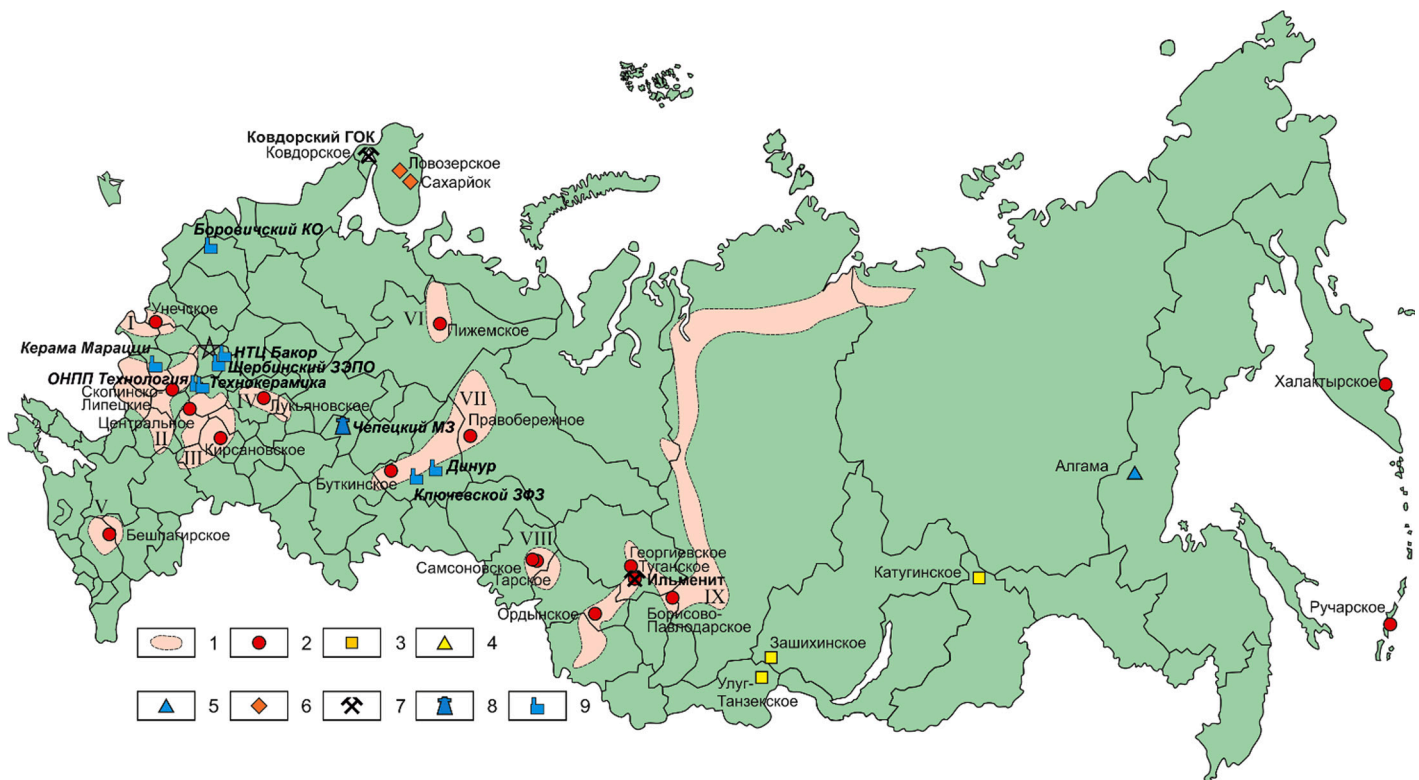 Ковдорский ГОК
Ковдорское
Ловозерское
Сахарйок
Боровичский КО
Унечское
I
VI
Пижемское
Керама Марацци
НТЦ Бакор
Щербинский ЗЭПО
ОНПП Технология
Технокерамика
Скопинско-
Липецкие
IV
Лукьяновское
VII
Халактырское
Центральное
Правобережное
Чепецкий МЗ
II
Кирсановское
III
Динур
Алгама
Буткинское
Ключевской ЗФЗ
V
Бешпагирское
VIII
Георгиевское
Самсоновское
Туганское
Тарское
Ильменит
Катугинское
IX
Ордынское
Борисово-
Павлодарское
Ручарское
Зашихинское
Улуг-
Танзекское
1
2
3
4
5
6
7
8
9